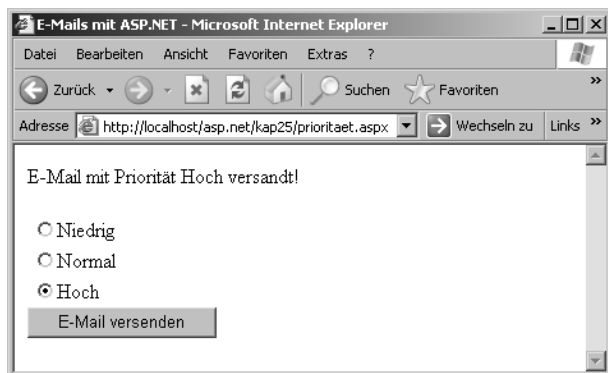 E-Mails mit ASP.NET - Microsoft Internet Explorer
Datei Bearbeiten Ansicht Favoriten Extras ?
Zurück Suchen Favoriten »
Adresse http://localhost/asp.net/kap25/prioritaet.aspx Wechseln zu Links »
E-Mail mit Priorität Hoch versandt!
Niedrig
Normal
Hoch
E-Mail versenden